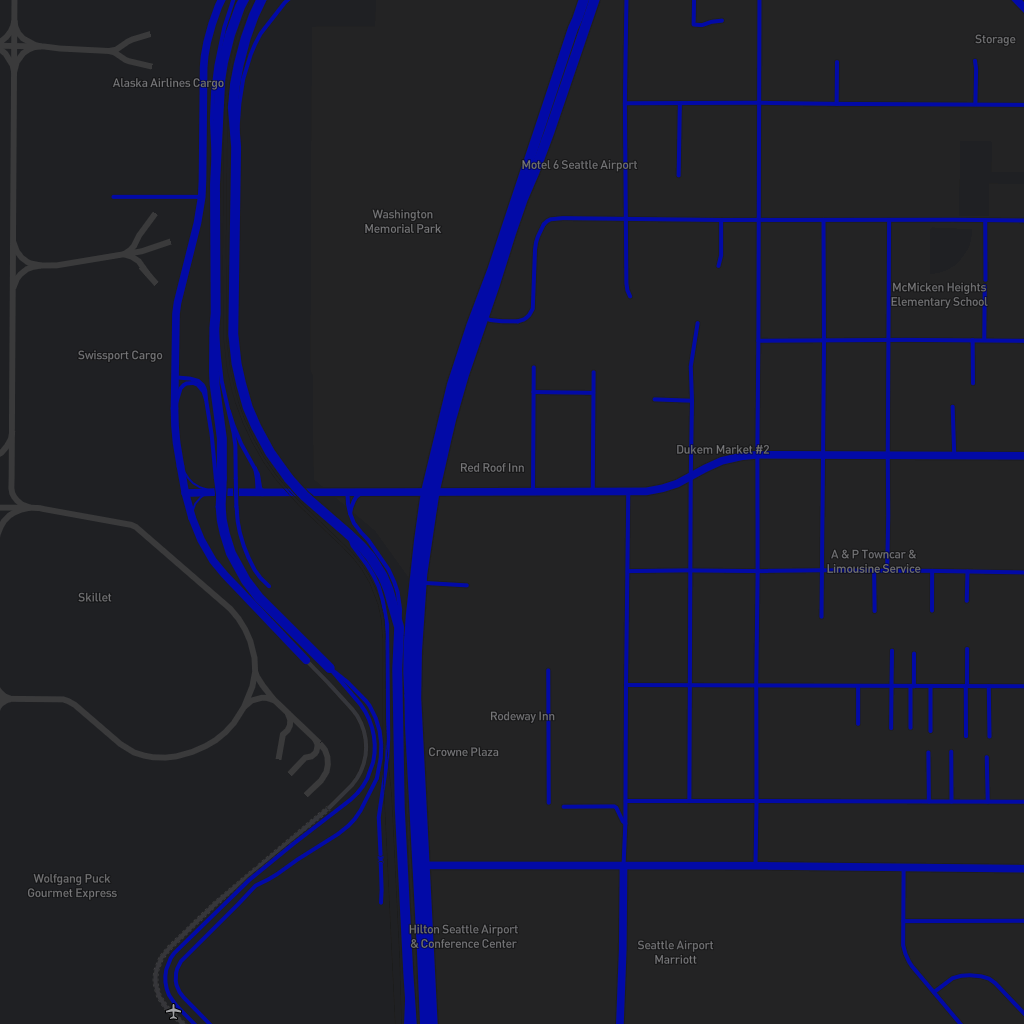 Storage
Alaska Airlines Cargo
Motel 6 Seattle Airport
Washington
Memorial Park
McMicken Heights
Elementary School
Swissport Cargo
Dukem Market #2
Red Roof Inn
A & P Towncar &
Limousine Service
Skillet
Rodeway Inn
Crowne Plaza
Wolfgang Puck
Gourmet Express
Hilton Seattle Airport
& Conference Center
Seattle Airport
Marriott